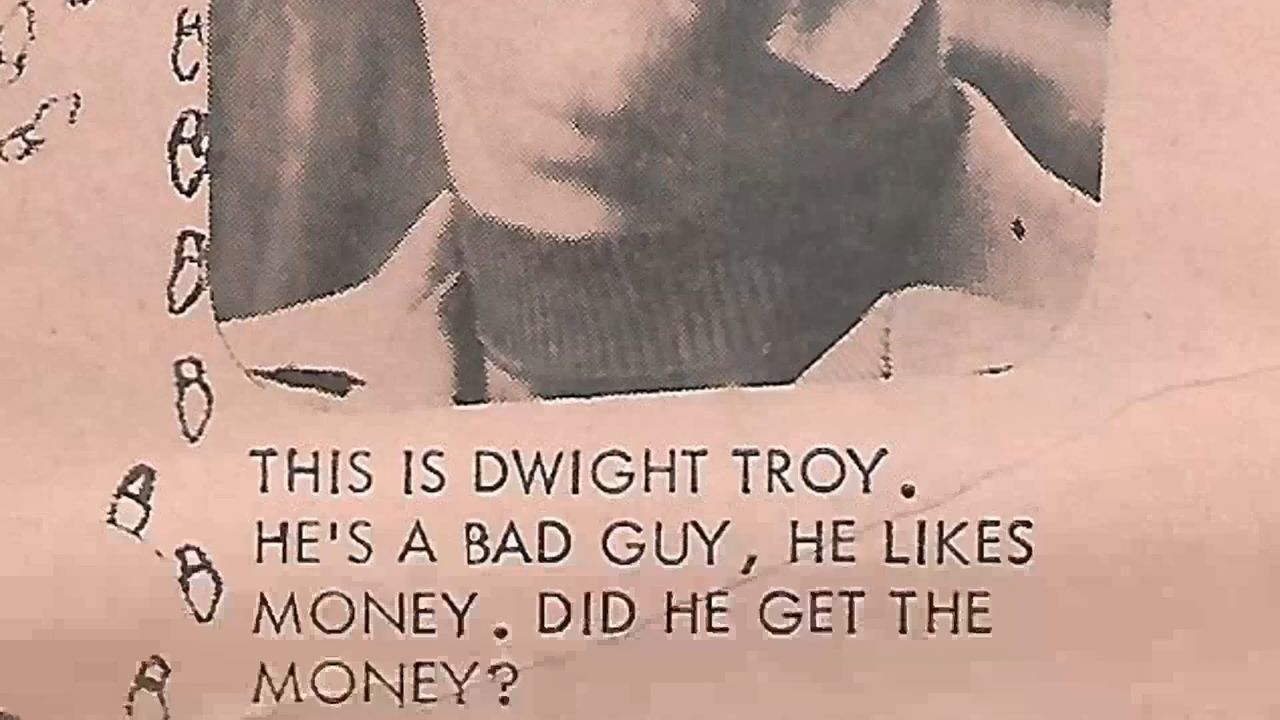 THIS IS DWIGHT TROY.
HE'S A BAD GUY, HE LIKES
MONEY. DID HE GET THE
MONEY?